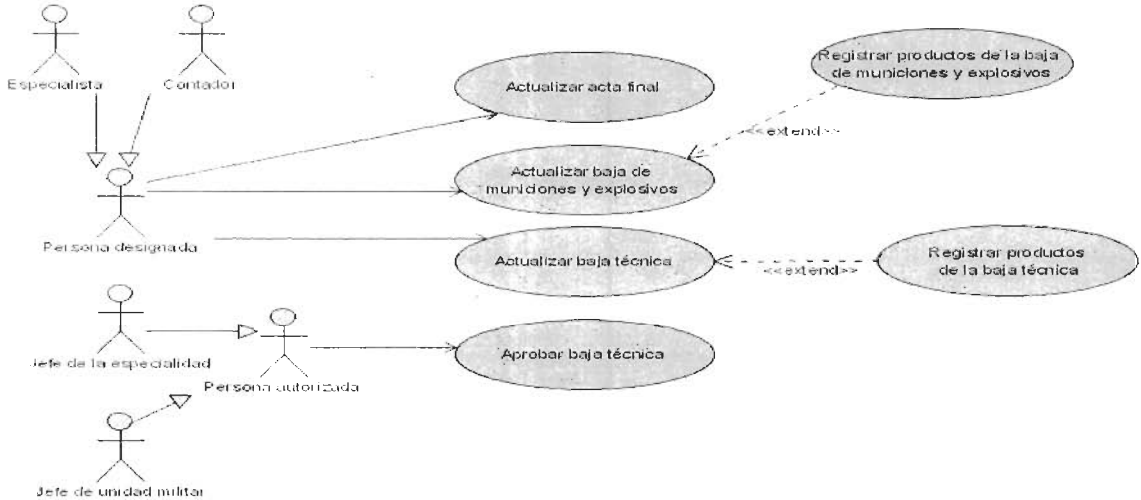 Especialista
Contador
Actualizar acta final
Registrar productos de la baja
de municiones y explosivos
<<extend>>
Actualizar baja de
municiones y explosivos
Persona designada
Actualizar baja técnica
<<extend>>
Registrar productos
de la baja técnica
Jefe de la especialidad
Persona autorizada
Aprobar baja técnica
Jefe de unidad militar